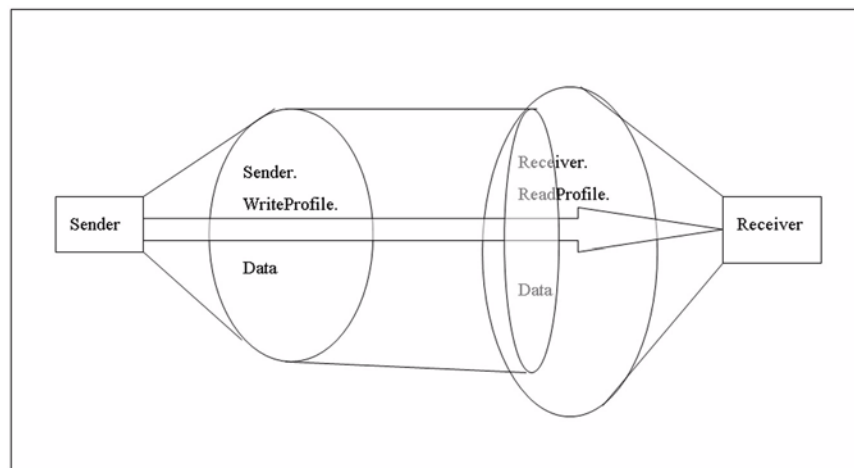 Sender
Sender.
WriteProfile.
Data
Receiver.
ReadProfile.
Data
Receiver